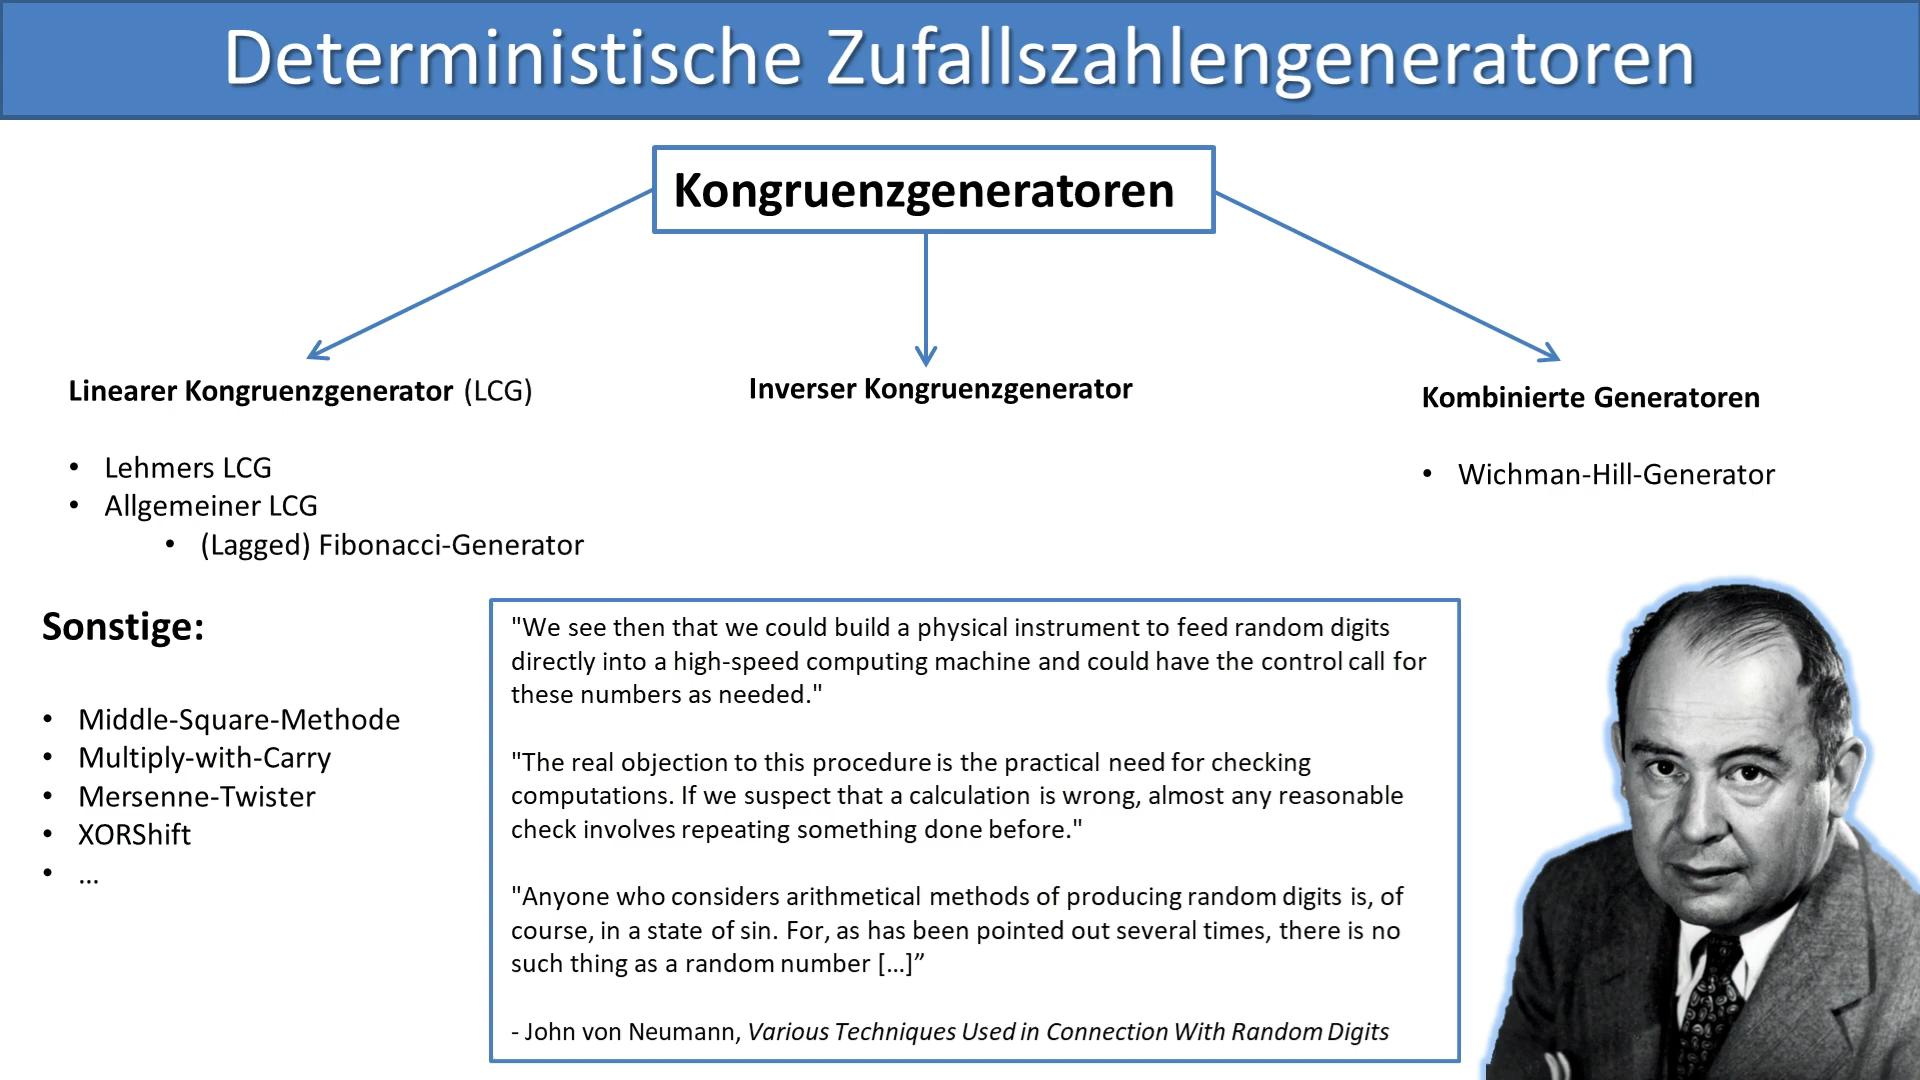 Deterministische Zufallszahlengeneratoren
Kongruenzgeneratoren
Linearer Kongruenzgenerator (LCG)
• Lehmers LCG
• Allgemeiner LCG
• (Lagged) Fibonacci-Generator
Inverser Kongruenzgenerator
Kombinierte Generatoren
• Wichman-Hill-Generator
Sonstige:
• Middle-Square-Methode
• Multiply-with-Carry
• Mersenne-Twister
• XORShift
• ...
"We see then that we could build a physical instrument to feed random digits
directly into a high-speed computing machine and could have the control call for
these numbers as needed."
"The real objection to this procedure is the practical need for checking
computations. If we suspect that a calculation is wrong, almost any reasonable
check involves repeating something done before."
"Anyone who considers arithmetical methods of producing random digits is, of
course, in a state of sin. For, as has been pointed out several times, there is no
such thing as a random number [...]”
- John von Neumann, Various Techniques Used in Connection With Random Digits